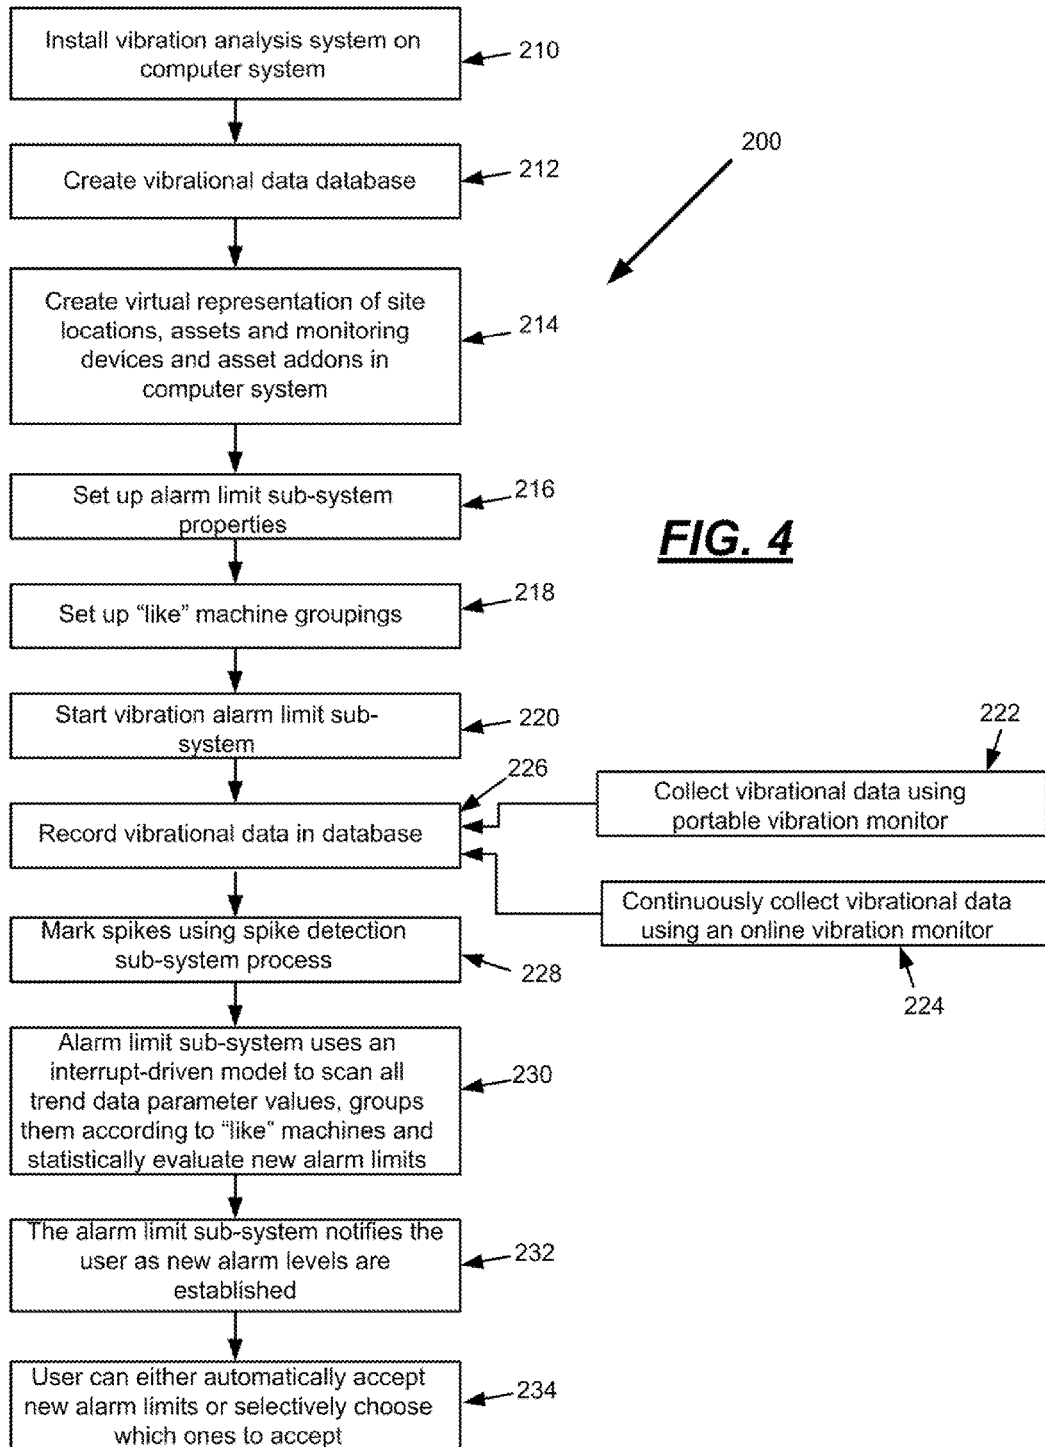 Install vibration analysis system on
computer system
210
200
Create vibrational data database
212
Create virtual representation of site
locations, assets and monitoring
devices and asset addons in
computer system
214
Set up alarm limit sub-system
properties
216
FIG. 4
Set up “like” machine groupings
218
Start vibration alarm limit sub-
system
220
222
226
Record vibrational data in database
Collect vibrational data using
portable vibration monitor
Continuously collect vibrational data
using an online vibration monitor
224
Mark spikes using spike detection
sub-system process
228
Alarm limit sub-system uses an
interrupt-driven model to scan all
trend data parameter values, groups
them according to “like” machines and
statistically evaluate new alarm limits
230
The alarm limit sub-system notifies the
user as new alarm levels are
established
232
User can either automatically accept
new alarm limits or selectively choose
which ones to accept
234